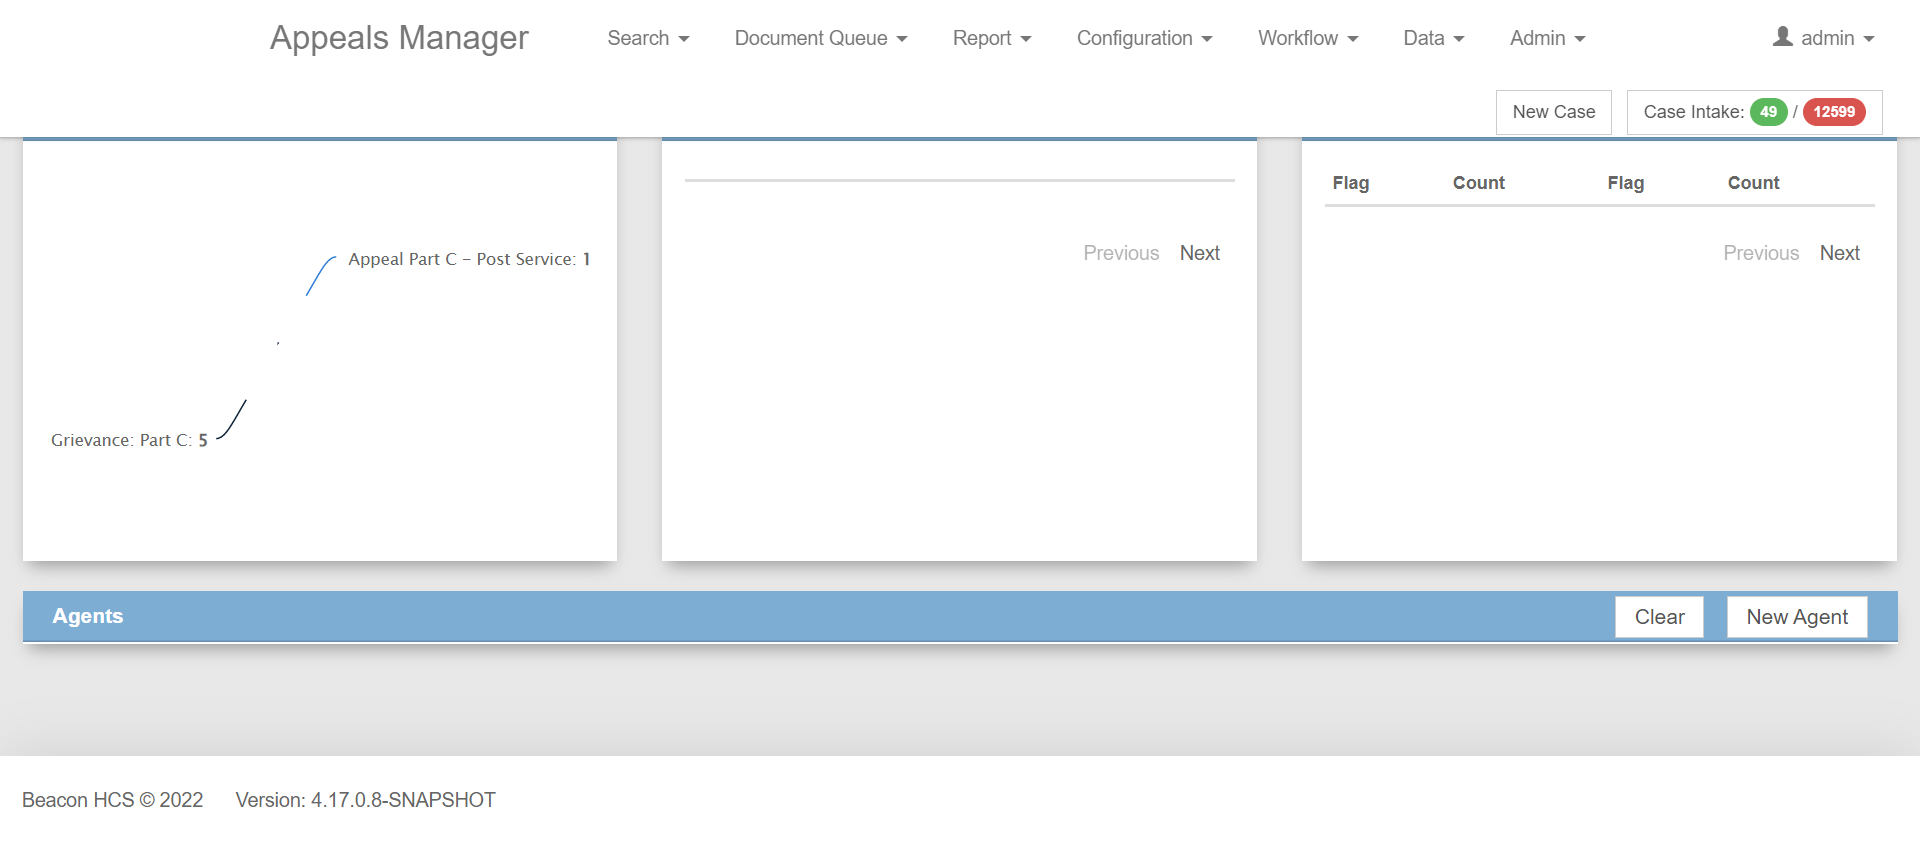 Appeals Manager Search Document Queue Report Configuration Workflow Data Admin admin
New Case Case Intake: 49 / 12599
Appeal Part C - Post Service: 1
Grievance: Part C: 5
Previous Next
Flag Count Flag Count
Previous Next
Agents Clear New Agent
Beacon HCS © 2022 Version: 4.17.0.8-SNAPSHOT